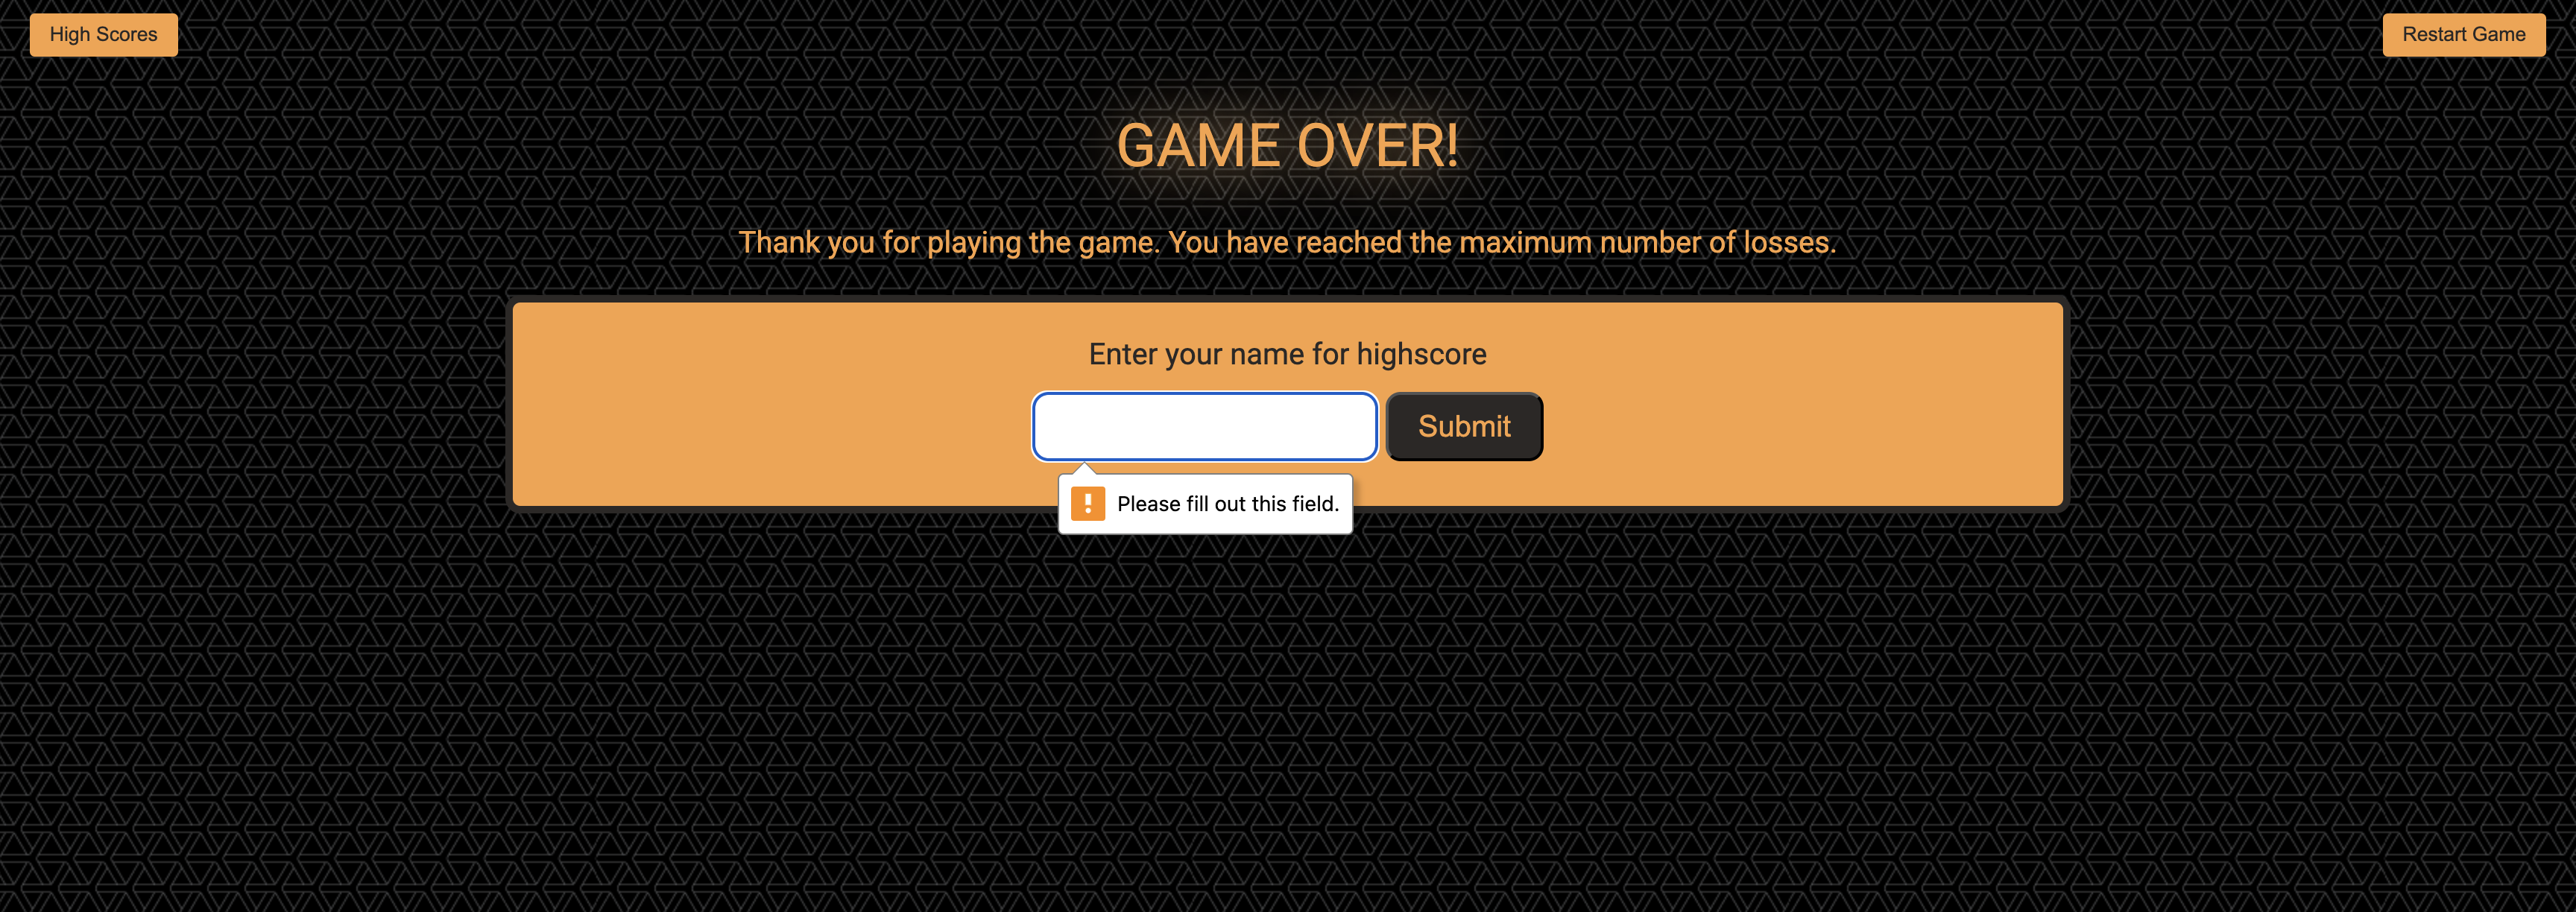 High Scores
Restart Game
GAME OVER!
Thank you for playing the game. You have reached the maximum number of losses.
Enter your name for highscore
Submit
Please fill out this field.